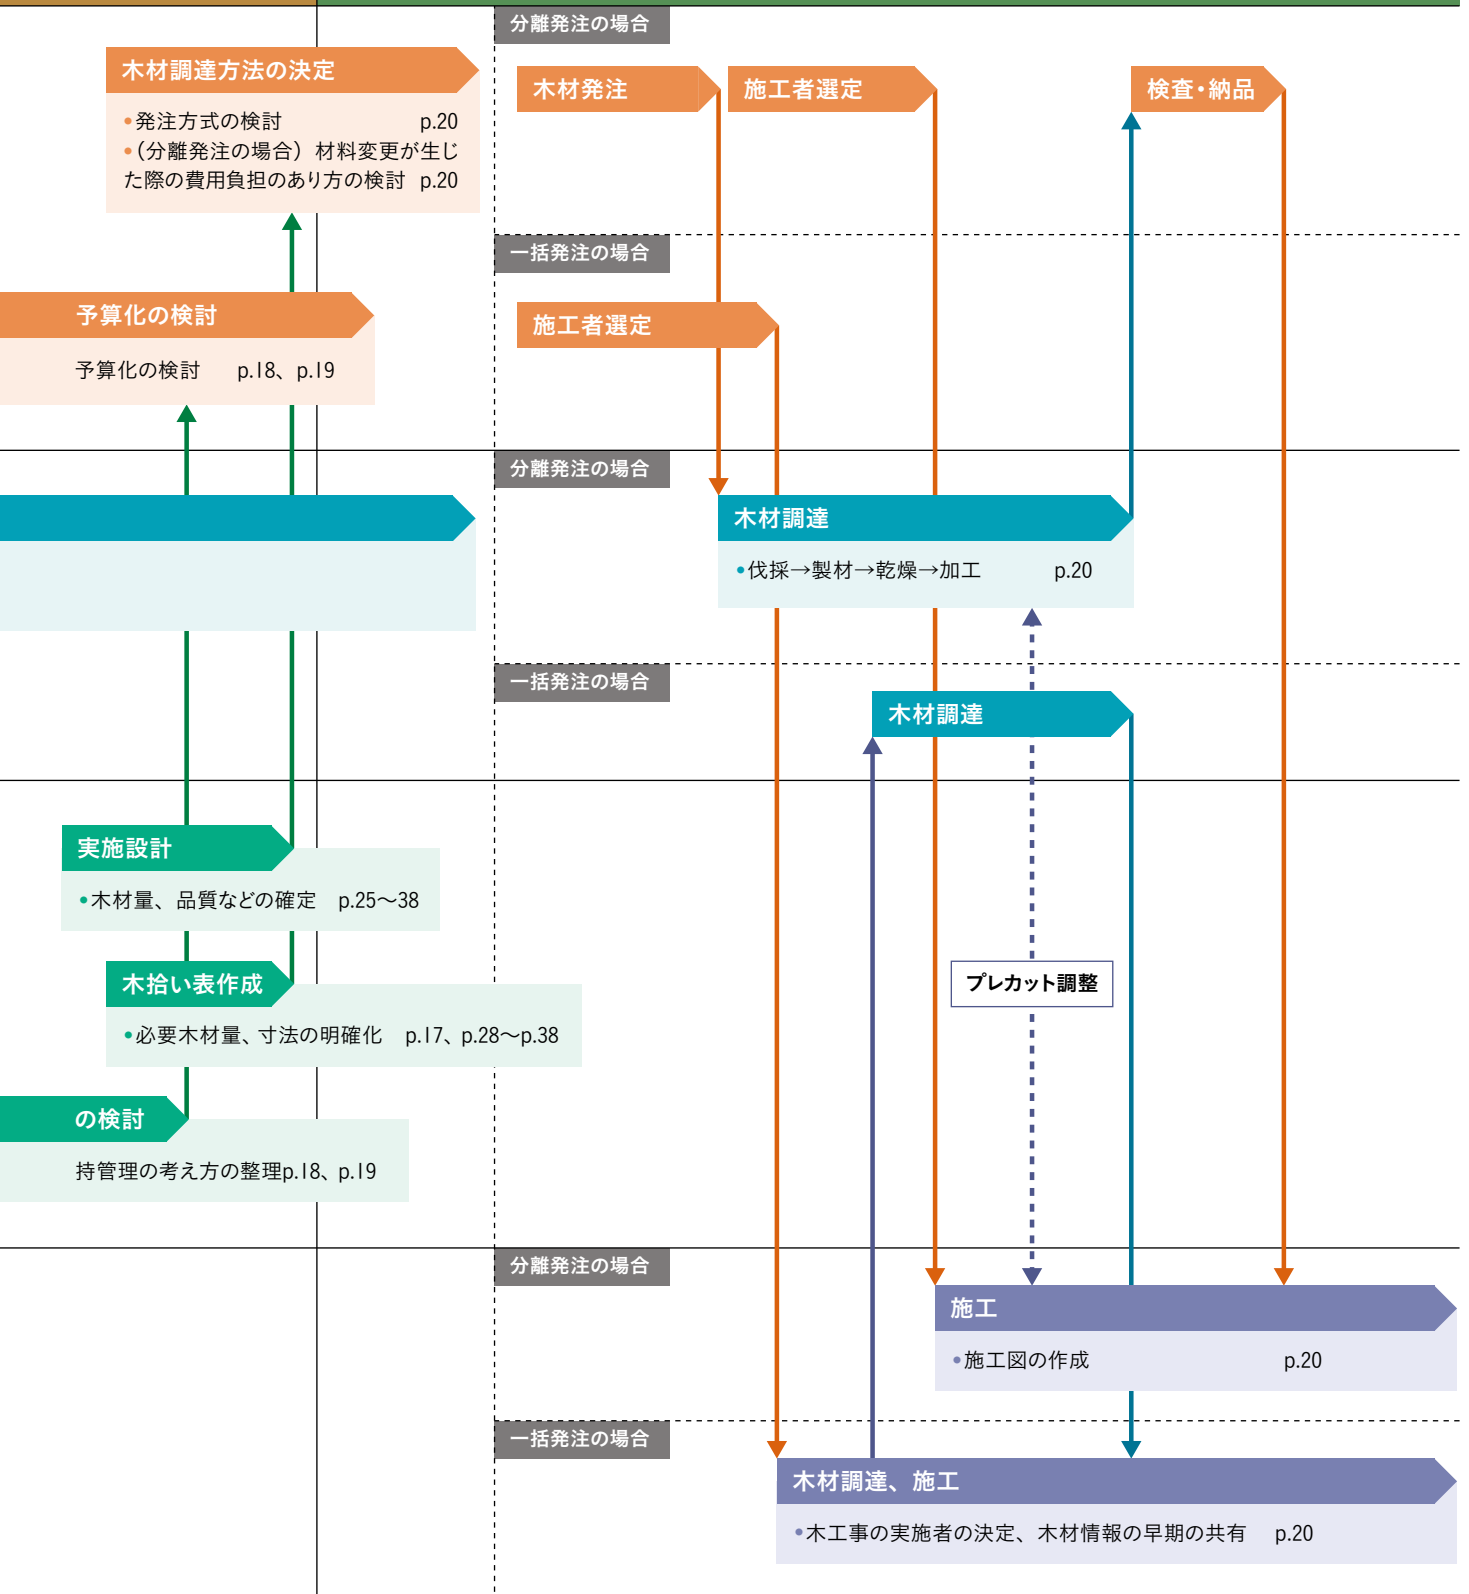 分離発注の場合
木材調達方法の決定
•発注方式の検討 p.20
•(分離発注の場合) 材料変更が生じ
た際の費用負担のあり方の検討 p.20
木材発注
施工者選定
検査・納品
一括発注の場合
予算化の検討
予算化の検討 p.18、p.19
施工者選定
分離発注の場合
木材調達
•伐採→製材→乾燥→加工 p.20
一括発注の場合
木材調達
実施設計
•木材量、品質などの確定 p.25〜38
木拾い表作成
•必要木材量、寸法の明確化 p.17、p.28〜p.38
プレカット調整
の検討
持管理の考え方の整理p.18、p.19
分離発注の場合
施工
•施工図の作成 p.20
一括発注の場合
木材調達、施工
•木工事の実施者の決定、木材情報の早期の共有 p.20